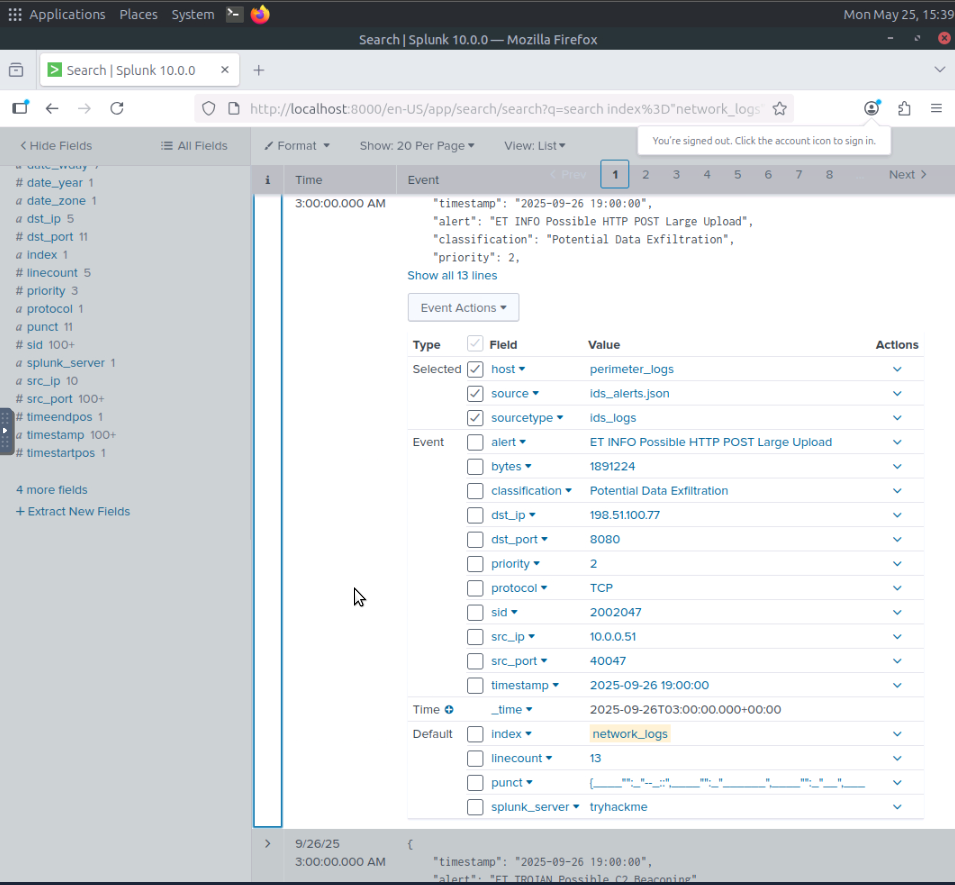 Applications Places System Mon May 25, 15:39
Search | Splunk 10.0.0 — Mozilla Firefox
Search | Splunk 10.0.0
http://localhost:8000/en-US/app/search/search?q=search index%3D"network_logs"
You're signed out. Click the account icon to sign in.
Hide Fields All Fields Format Show: 20 Per Page View: List
Prev 1 2 3 4 5 6 7 8 ... Next
i Time Event
a date_wday
# date_year 1
a date_zone 1
a dst_ip 5
# dst_port 11
a index 1
# linecount 5
# priority 3
a protocol 1
a punct 11
# sid 100+
a splunk_server 1
a src_ip 10
# src_port 100+
# timeendpos 1
a timestamp 100+
# timestartpos 1
4 more fields
+ Extract New Fields
3:00:00.000 AM "timestamp": "2025-09-26 19:00:00",
"alert": "ET INFO Possible HTTP POST Large Upload",
"classification": "Potential Data Exfiltration",
"priority": 2,
Show all 13 lines
Event Actions
Type Field Value Actions
Selected host perimeter_logs
source ids_alerts.json
sourcetype ids_logs
Event alert ET INFO Possible HTTP POST Large Upload
bytes 1891224
classification Potential Data Exfiltration
dst_ip 198.51.100.77
dst_port 8080
priority 2
protocol TCP
sid 2002047
src_ip 10.0.0.51
src_port 40047
timestamp 2025-09-26 19:00:00
Time _time 2025-09-26T03:00:00.000+00:00
Default index network_logs
linecount 13
punct
splunk_server tryhackme
9/26/25 {
3:00:00.000 AM "timestamp": "2025-09-26 19:00:00",
"alert": "ET TROJAN Possible C2 Beaconing"